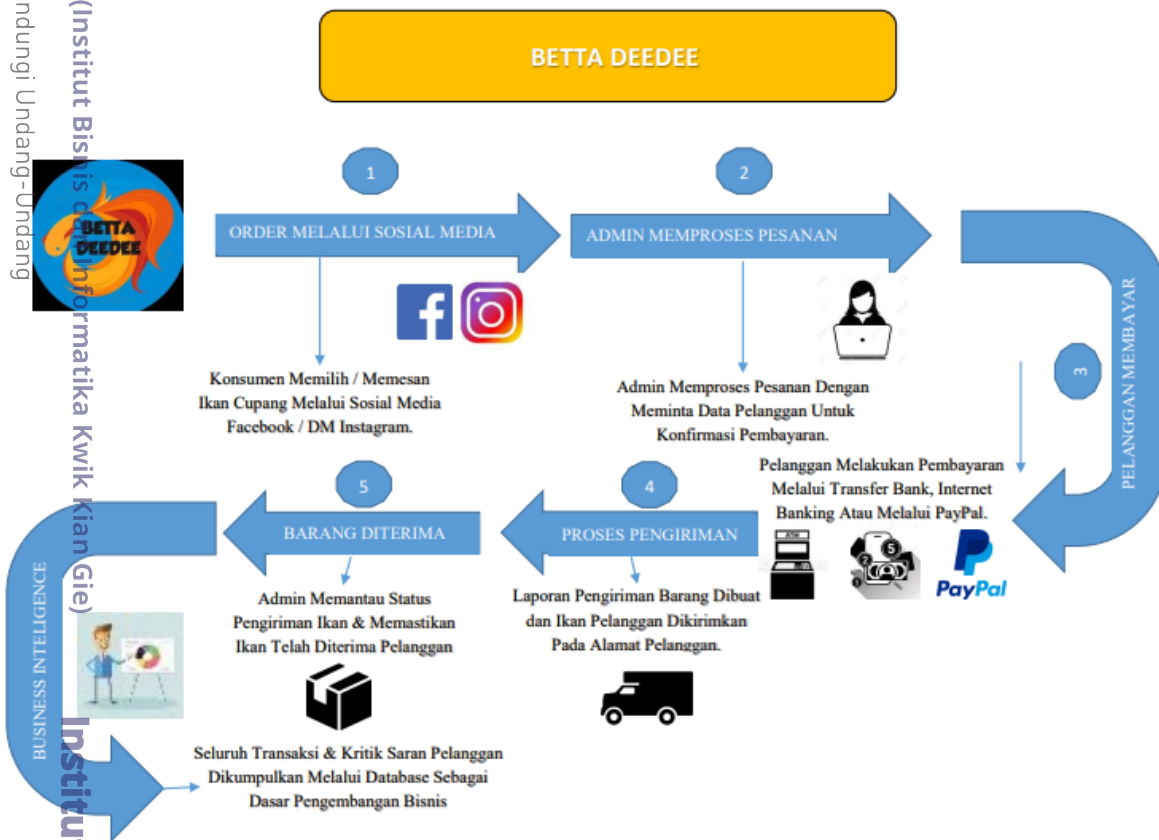 BETTA DEEDEE
(Institut Bisnis dan Informatika Kwik Kian Gie)
ndungi Undang-Undang
BETTA
DEEDEE
1
ORDER MELALUI SOSIAL MEDIA
Konsumen Memilih / Memesan
Ikan Cupang Melalui Sosial Media
Facebook / DM Instagram.
2
ADMIN MEMPROSES PESANAN
Admin Memproses Pesanan Dengan
Meminta Data Pelanggan Untuk
Konfirmasi Pembayaran.
3
PELANGGAN MEMBAYAR
Pelanggan Melakukan Pembayaran
Melalui Transfer Bank, Internet
Banking Atau Melalui PayPal.
ATM
5
2
1
PayPal
4
PROSES PENGIRIMAN
Laporan Pengiriman Barang Dibuat
dan Ikan Pelanggan Dikirimkan
Pada Alamat Pelanggan.
5
BARANG DITERIMA
Admin Memantau Status
Pengiriman Ikan & Memastikan
Ikan Telah Diterima Pelanggan
BUSINESS INTELIGENCE
Seluruh Transaksi & Kritik Saran Pelanggan
Dikumpulkan Melalui Database Sebagai
Dasar Pengembangan Bisnis
Institu